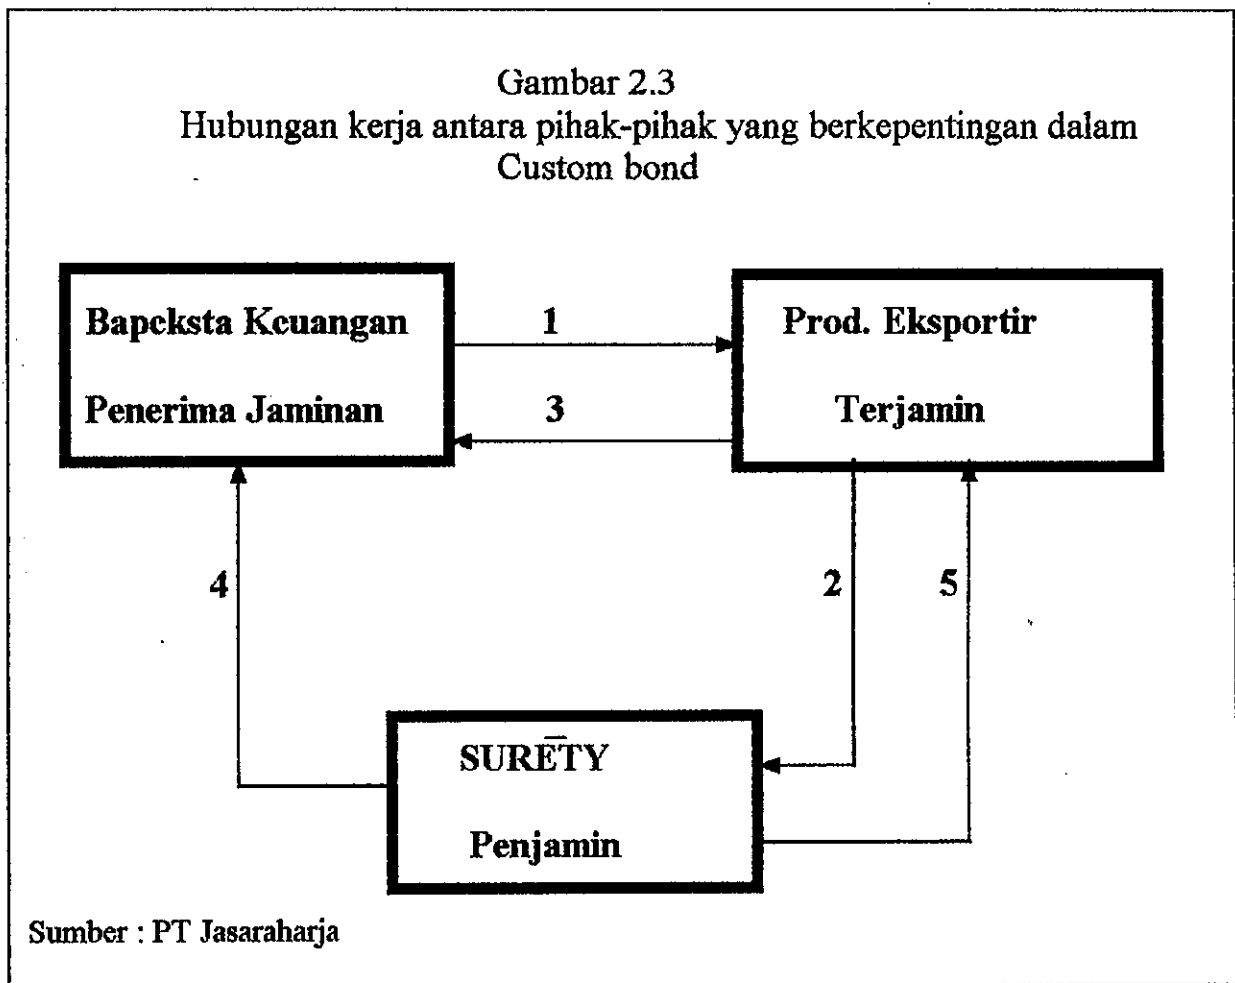 Gambar 2.3
Hubungan kerja antara pihak-pihak yang berkepentingan dalam
Custom bond
Bapeksta Keuangan
Penerima Jaminan
1
3
Prod. Eksportir
Terjamin
4
2
5
SURETY
Penjamin
Sumber : PT Jasaraharja